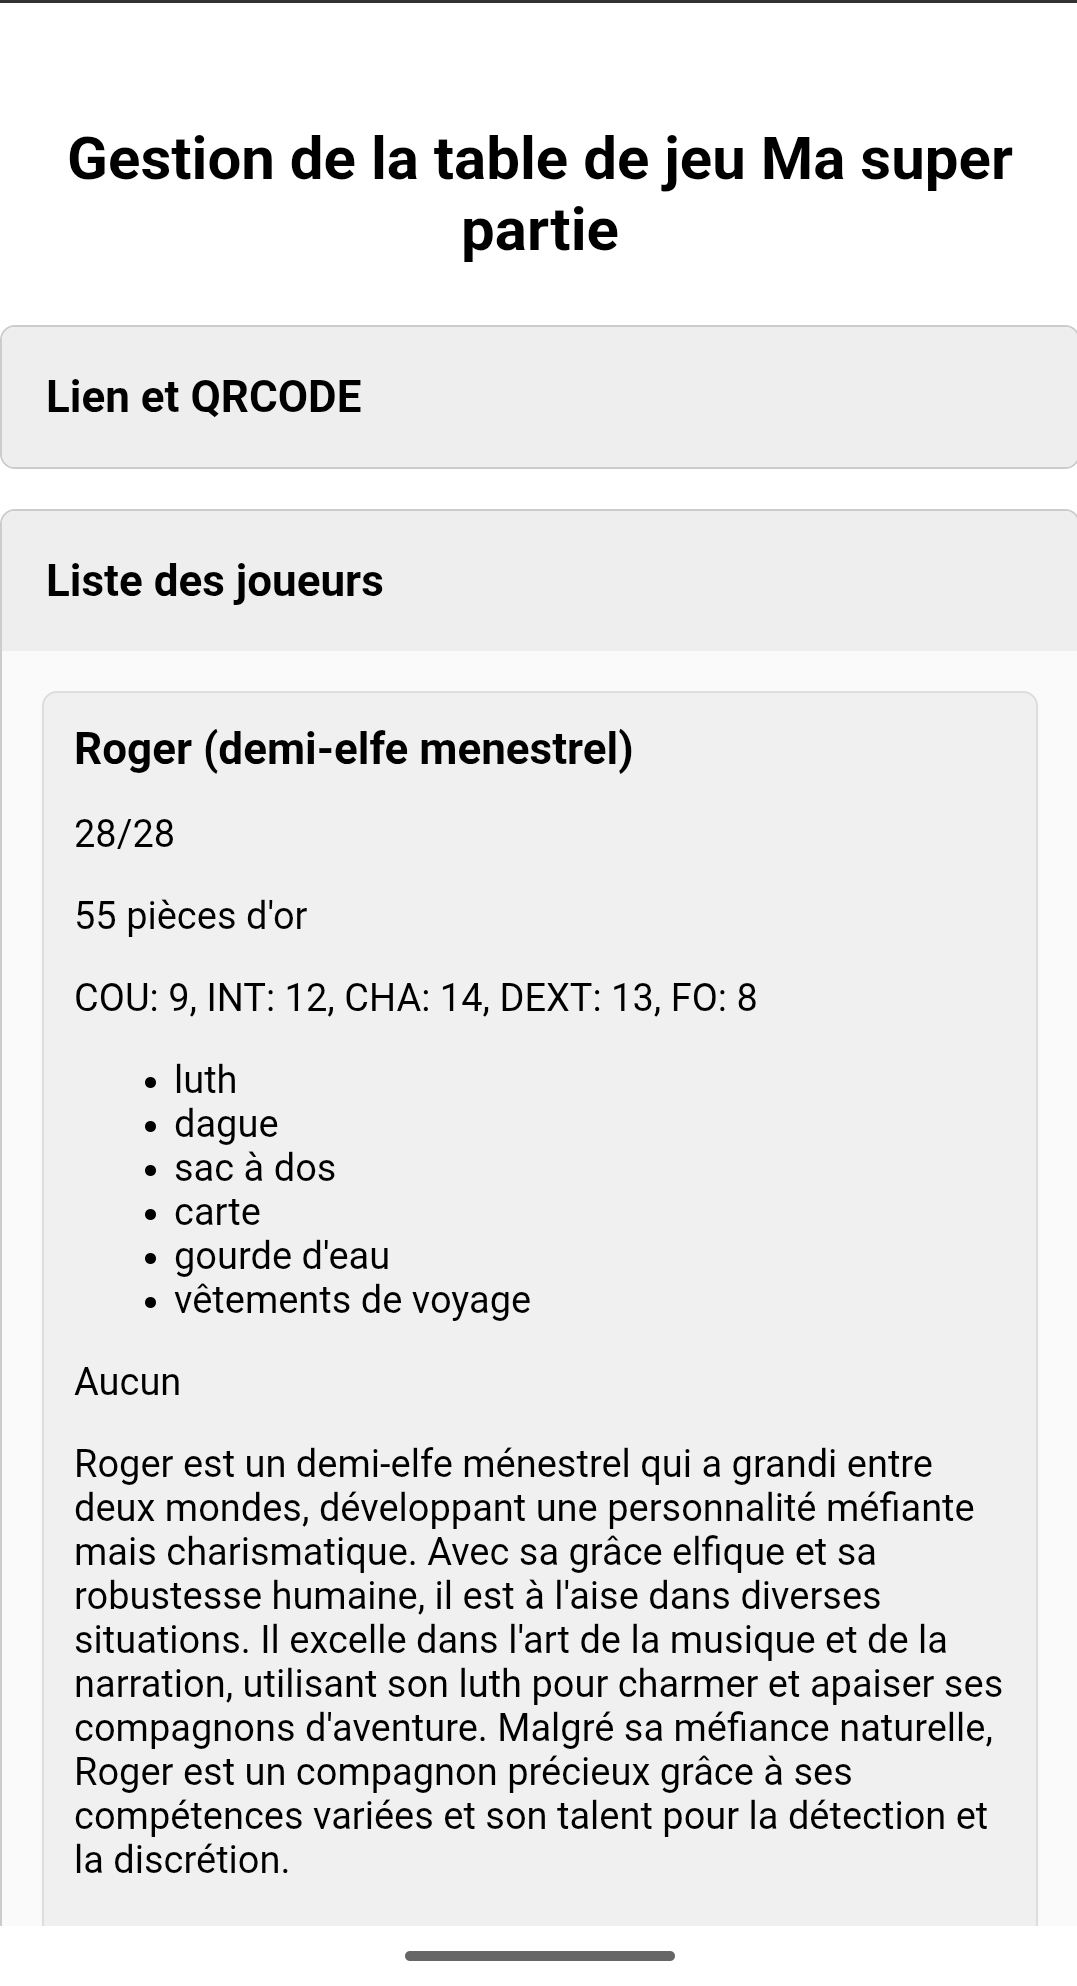 Gestion de la table de jeu Ma super
partie
Lien et QRCODE
Liste des joueurs
Roger (demi-elfe menestrel)
28/28
55 pièces d'or
COU: 9, INT: 12, CHA: 14, DEXT: 13, FO: 8
• luth
• dague
• sac à dos
• carte
• gourde d'eau
• vêtements de voyage
Aucun
Roger est un demi-elfe ménestrel qui a grandi entre
deux mondes, développant une personnalité méfiante
mais charismatique. Avec sa grâce elfique et sa
robustesse humaine, il est à l'aise dans diverses
situations. Il excelle dans l'art de la musique et de la
narration, utilisant son luth pour charmer et apaiser ses
compagnons d'aventure. Malgré sa méfiance naturelle,
Roger est un compagnon précieux grâce à ses
compétences variées et son talent pour la détection et
la discrétion.